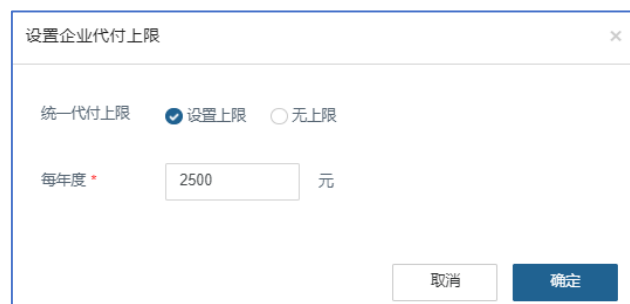 设置企业代付上限 ×
统一代付上限 设置上限 无上限
每年度 * 2500 元
取消 确定